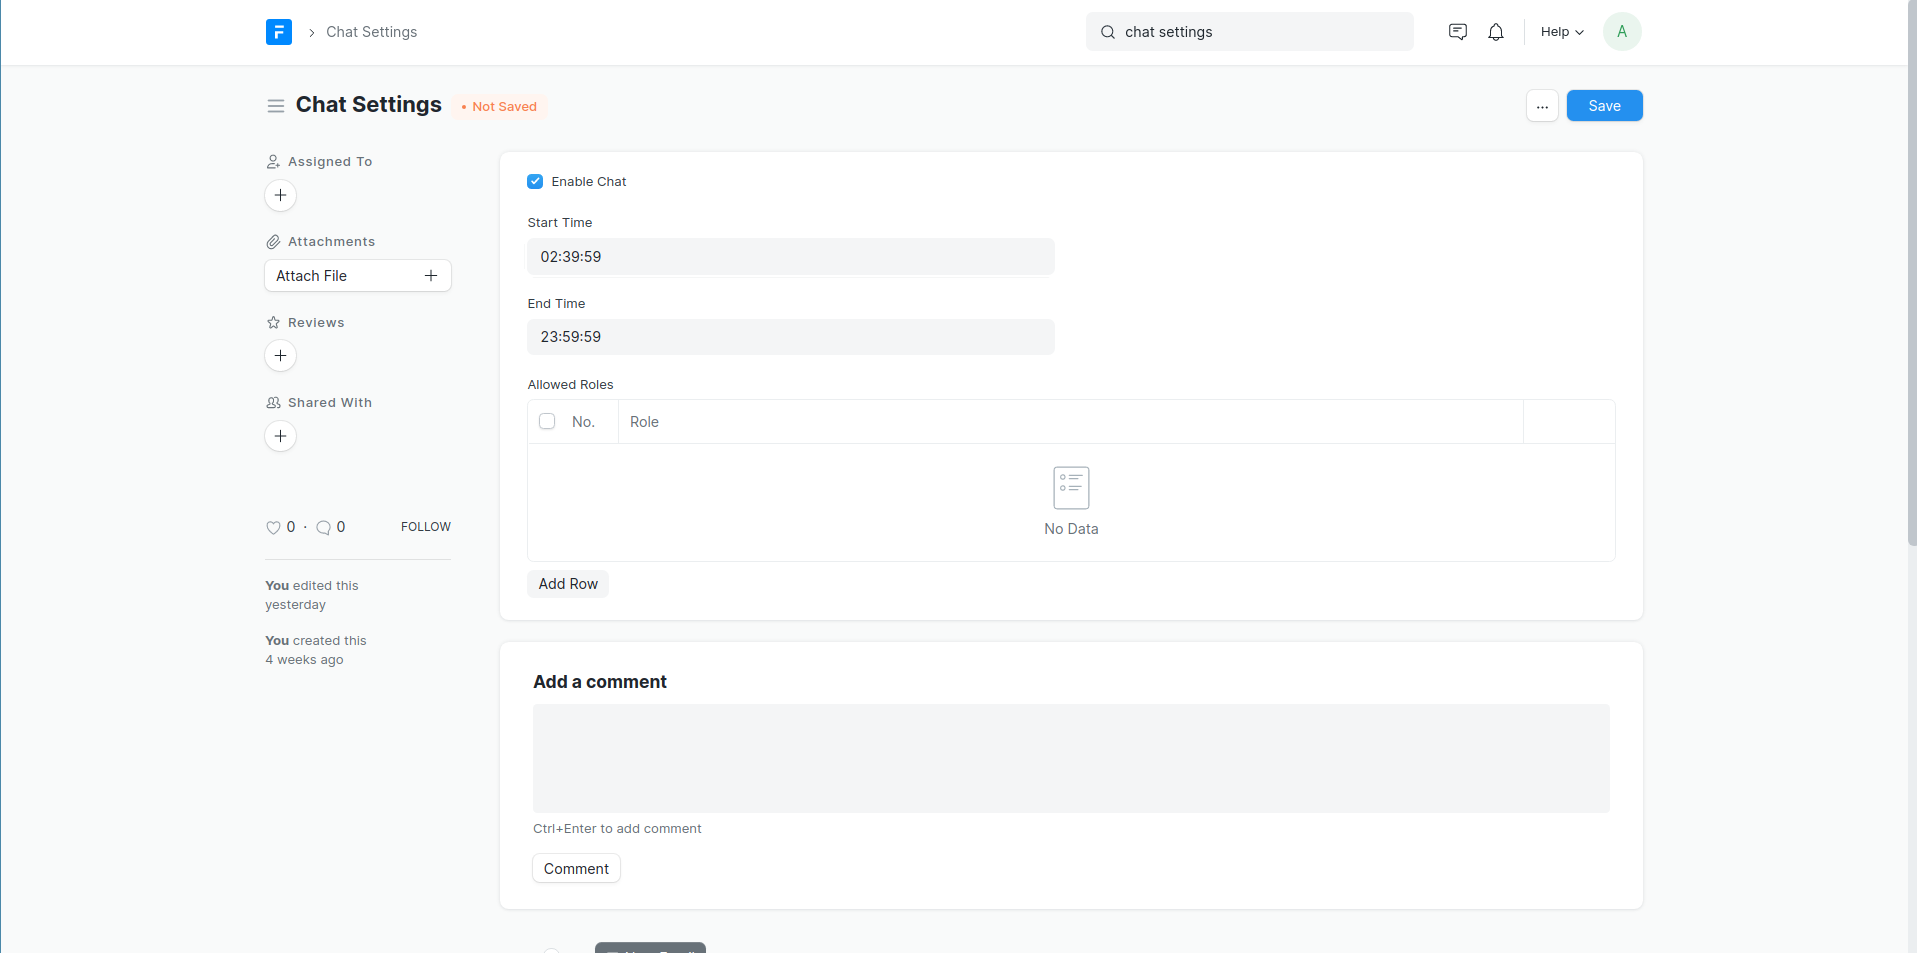 Chat Settings
chat settings
Help
A
Chat Settings
Not Saved
...
Save
Assigned To
Attachments
Attach File
Reviews
Shared With
0 · 0 FOLLOW
You edited this
yesterday
You created this
4 weeks ago
Enable Chat
Start Time
02:39:59
End Time
23:59:59
Allowed Roles
No. Role
No Data
Add Row
Add a comment
Ctrl+Enter to add comment
Comment